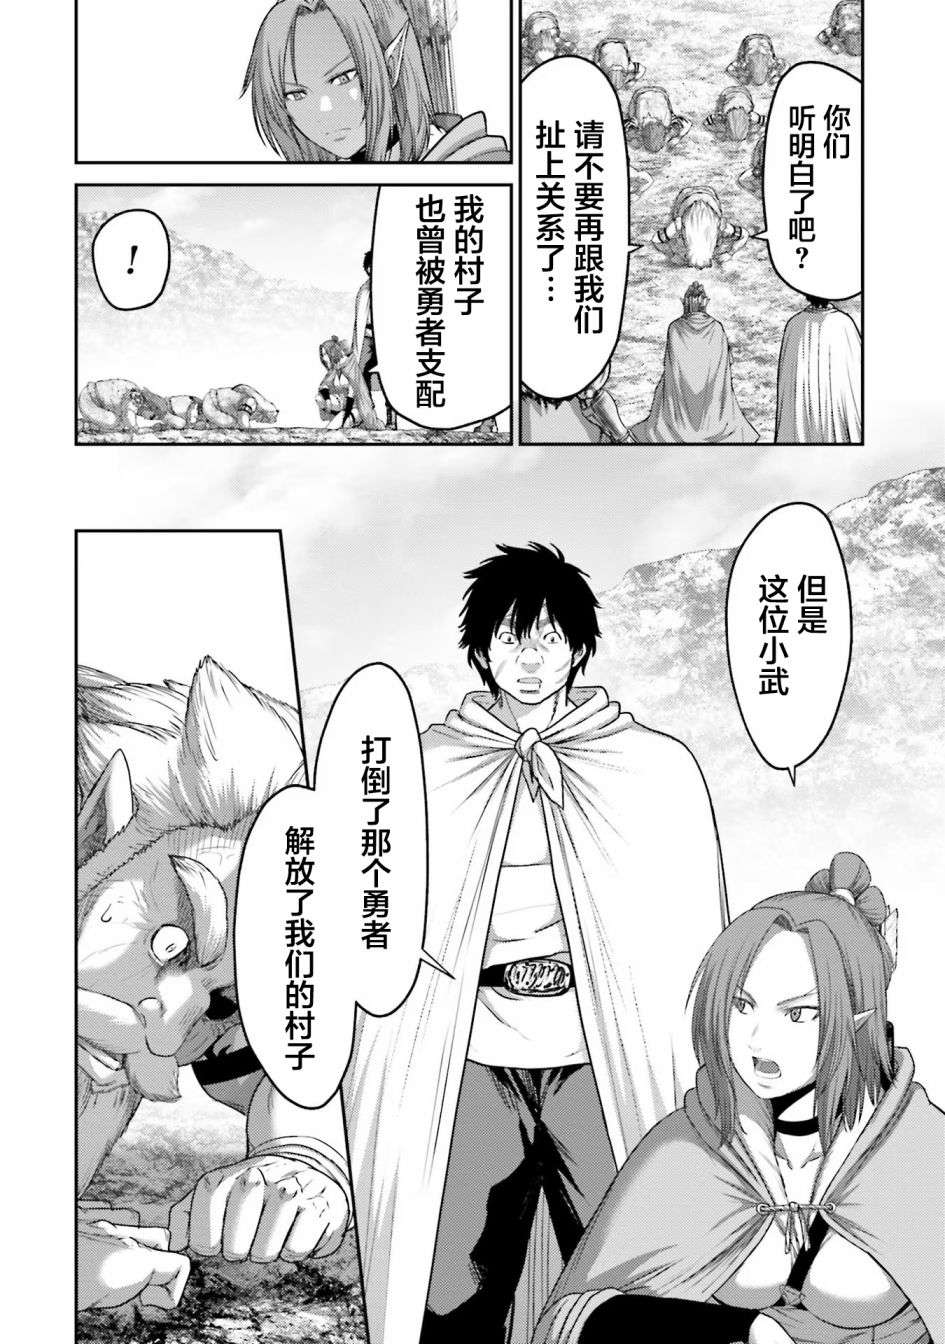 你们
听明白了吧？
请不要再跟我们
扯上关系了…
我的村子
也曾被勇者支配
！
但是
这位小武
打倒了那个勇者
解放了我们的村子